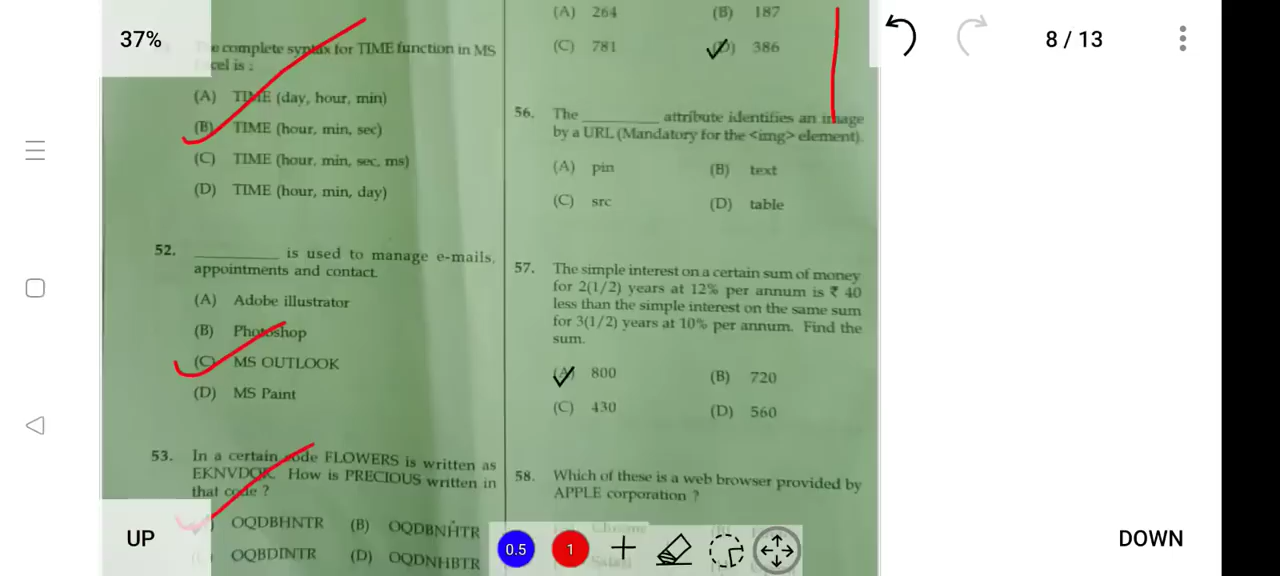 37%
The complete syntax for TIME function in MS
Excel is :
(A) TIME (day, hour, min)
(B) TIME (hour, min, sec)
(C) TIME (hour, min, sec, ms)
(D) TIME (hour, min, day)
52. ________ is used to manage e-mails,
appointments and contact.
(A) Adobe illustrator
(B) Photoshop
(C) MS OUTLOOK
(D) MS Paint
53. In a certain code FLOWERS is written as
EKNVDQR. How is PRECIOUS written in
that code ?
OQDBHNTR (B) OQDBNHTR
OQBDINTR (D) OQDNHBTR
(A) 264 (B) 187
(C) 781 (D) 386
56. The ________ attribute identifies an image
by a URL (Mandatory for the <img> element).
(A) pin (B) text
(C) src (D) table
57. The simple interest on a certain sum of money
for 2(1/2) years at 12% per annum is ₹ 40
less than the simple interest on the same sum
for 3(1/2) years at 10% per annum. Find the
sum.
(A) 800 (B) 720
(C) 430 (D) 560
58. Which of these is a web browser provided by
APPLE corporation ?
Chrome
8 / 13
UP
0.5
1
DOWN